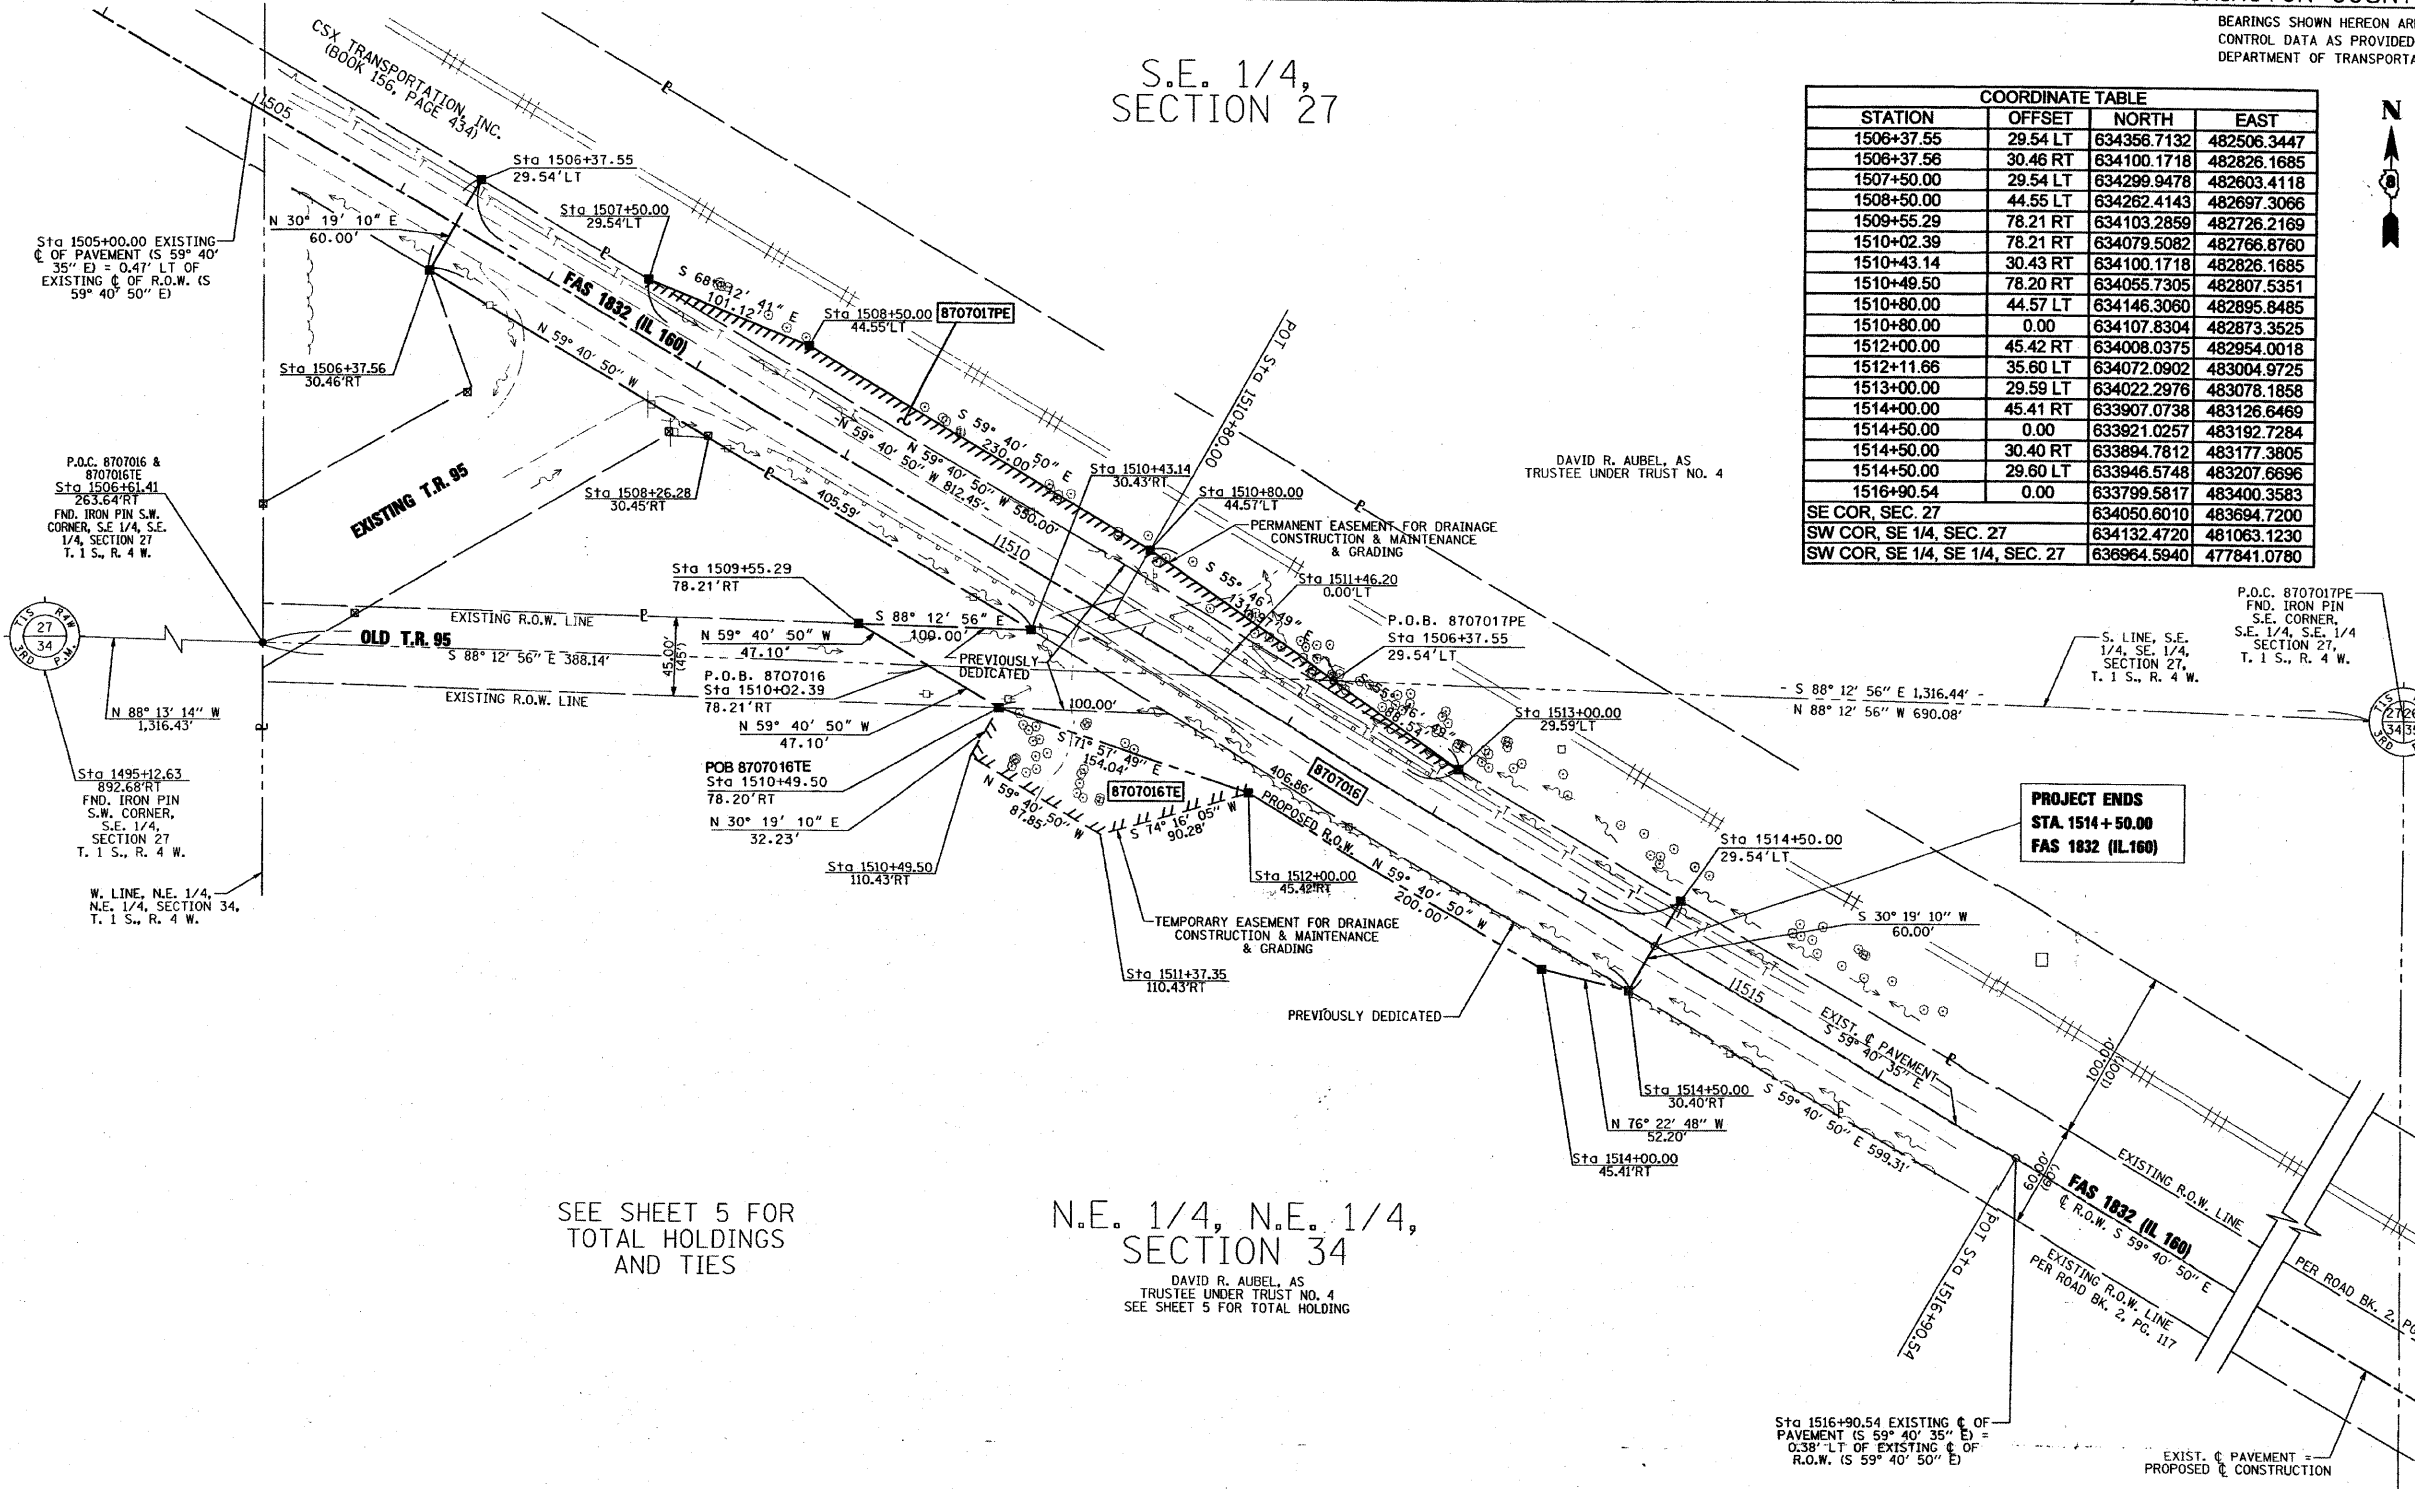 BEARINGS SHOWN HEREON
CONTROL DATA AS PROVIDED
DEPARTMENT OF
S.E. 1/4,
SECTION 27
CSX TRANSPORTATION, INC.
(BOOK 156, PAGE 434)
COORDINATE TABLE
STATION OFFSET NORTH EAST
1506+37.55 29.54 LT 634356.7132 482506.3447
1506+37.56 30.46 RT 634100.1718 482826.1685
1507+50.00 29.54 LT 634299.9478 482603.4118
1508+50.00 44.55 LT 634262.4143 482697.3066
1509+55.29 78.21 RT 634103.2859 482726.2169
1510+02.39 78.21 RT 634079.5082 482766.8760
1510+43.14 30.43 RT 634100.1718 482826.1685
1510+49.50 78.20 RT 634055.7305 482807.5351
1510+80.00 44.57 LT 634146.3060 482895.8485
1510+80.00 0.00 634107.8304 482873.3525
1512+00.00 45.42 RT 634008.0375 482954.0018
1512+11.66 35.60 LT 634072.0902 483004.9725
1513+00.00 29.59 LT 634022.2976 483078.1858
1514+00.00 45.41 RT 633907.0738 483126.6469
1514+50.00 0.00 633921.0257 483192.7284
1514+50.00 30.40 RT 633894.7812 483177.3805
1514+50.00 29.60 LT 633946.5748 483207.6696
1516+90.54 0.00 633799.5817 483400.3583
SE COR, SEC. 27 634050.6010 483694.7200
SW COR, SE 1/4, SEC. 27 634132.4720 481063.1230
SW COR, SE 1/4, SE 1/4, SEC. 27 636964.5940 477841.0780
N
8
1505
Sta 1506+37.55
29.54'LT
N 30° 19' 10" E
60.00'
Sta 1507+50.00
29.54'LT
Sta 1505+00.00 EXISTING
℄ OF PAVEMENT (S 59° 40'
35" E) = 0.47' LT OF
EXISTING ℄ OF R.O.W. (S
59° 40' 50" E)
FAS 1832 (IL 160)
S 68° 12' 41" E
101.12'
Sta 1508+50.00
44.55'LT
8707017PE
Sta 1506+37.56
30.46'RT
N 59° 40' 50" W
405.59'
S 59° 40' 50" E
230.00'
N 59° 40' 50" W 550.00'
N 59° 40' 50" W 812.45'
POT Sta 1510+80.00
Sta 1510+43.14
30.43'RT
Sta 1510+80.00
44.57'LT
DAVID R. AUBEL, AS
TRUSTEE UNDER TRUST NO. 4
PERMANENT EASEMENT FOR DRAINAGE
CONSTRUCTION & MAINTENANCE
& GRADING
P.O.C. 8707016 &
8707016TE
Sta 1506+61.41
263.64'RT
FND. IRON PIN S.W.
CORNER, S.E 1/4, S.E.
1/4, SECTION 27
T. 1 S., R. 4 W.
EXISTING T.R. 95
Sta 1508+26.28
30.45'RT
1510
Sta 1509+55.29
78.21'RT
S 55° 46' 49" E
Sta 1511+46.20
0.00'LT
P.O.B. 8707017PE
Sta 1506+37.55
29.54'LT
P.O.C. 8707017PE
FND. IRON PIN
S.E. CORNER,
S.E. 1/4, S.E. 1/4
SECTION 27,
T. 1 S., R. 4 W.
S. LINE, S.E.
1/4, SE. 1/4,
SECTION 27,
T. 1 S., R. 4 W.
T1S R4W
27
34
3RD P.M.
EXISTING R.O.W. LINE
OLD T.R. 95
S 88° 12' 56" E 388.14'
EXISTING R.O.W. LINE
45.00'
(45')
S 88° 12' 56" E
100.00'
N 59° 40' 50" W
47.10'
PREVIOUSLY
DEDICATED
P.O.B. 8707016
Sta 1510+02.39
78.21'RT
100.00'
N 59° 40' 50" W
47.10'
N 88° 13' 14" W
1,316.43'
S 88° 12' 56" E 1,316.44'
N 88° 12' 56" W 690.08'
S 55° 46' 49" E
88.54'
Sta 1513+00.00
29.59'LT
Sta 1495+12.63
892.68'RT
FND. IRON PIN
S.W. CORNER,
S.E. 1/4,
SECTION 27
T. 1 S., R. 4 W.
POB 8707016TE
Sta 1510+49.50
78.20'RT
N 30° 19' 10" E
32.23'
S 71° 57' 49" E
154.04'
8707016TE
8707016
406.86'
PROPOSED R.O.W.
N 59° 40' 50" W
87.85'
S 74° 16' 05" W
90.28'
PROJECT ENDS
STA. 1514+50.00
FAS 1832 (IL.160)
Sta 1514+50.00
29.54'LT
Sta 1510+49.50
110.43'RT
Sta 1512+00.00
45.42'RT
N 59° 40' 50" W
200.00'
W. LINE, N.E. 1/4,
N.E. 1/4, SECTION 34,
T. 1 S., R. 4 W.
TEMPORARY EASEMENT FOR DRAINAGE
CONSTRUCTION & MAINTENANCE
& GRADING
S 30° 19' 10" W
60.00'
Sta 1511+37.35
110.43'RT
PREVIOUSLY DEDICATED
1515
EXIST. ℄ PAVEMENT
S 59° 40' 35" E
100.00'
(100')
Sta 1514+50.00
30.40'RT
N 76° 22' 48" W
52.20'
Sta 1514+00.00
45.41'RT
S 59° 40' 50" E 599.31'
60.00'
(60')
EXISTING R.O.W. LINE
FAS 1832 (IL 160)
℄ R.O.W. S 59° 40' 50" E
EXISTING R.O.W. LINE
PER ROAD BK. 2, PG. 117
PER ROAD BK. 2,
POT Sta 1516+90.54
SEE SHEET 5 FOR
TOTAL HOLDINGS
AND TIES
N.E. 1/4, N.E. 1/4,
SECTION 34
DAVID R. AUBEL, AS
TRUSTEE UNDER TRUST NO. 4
SEE SHEET 5 FOR TOTAL HOLDING
Sta 1516+90.54 EXISTING ℄ OF
PAVEMENT (S 59° 40' 35" E) =
0.38' LT OF EXISTING ℄ OF
R.O.W. (S 59° 40' 50" E)
EXIST. ℄ PAVEMENT =
PROPOSED ℄ CONSTRUCTION